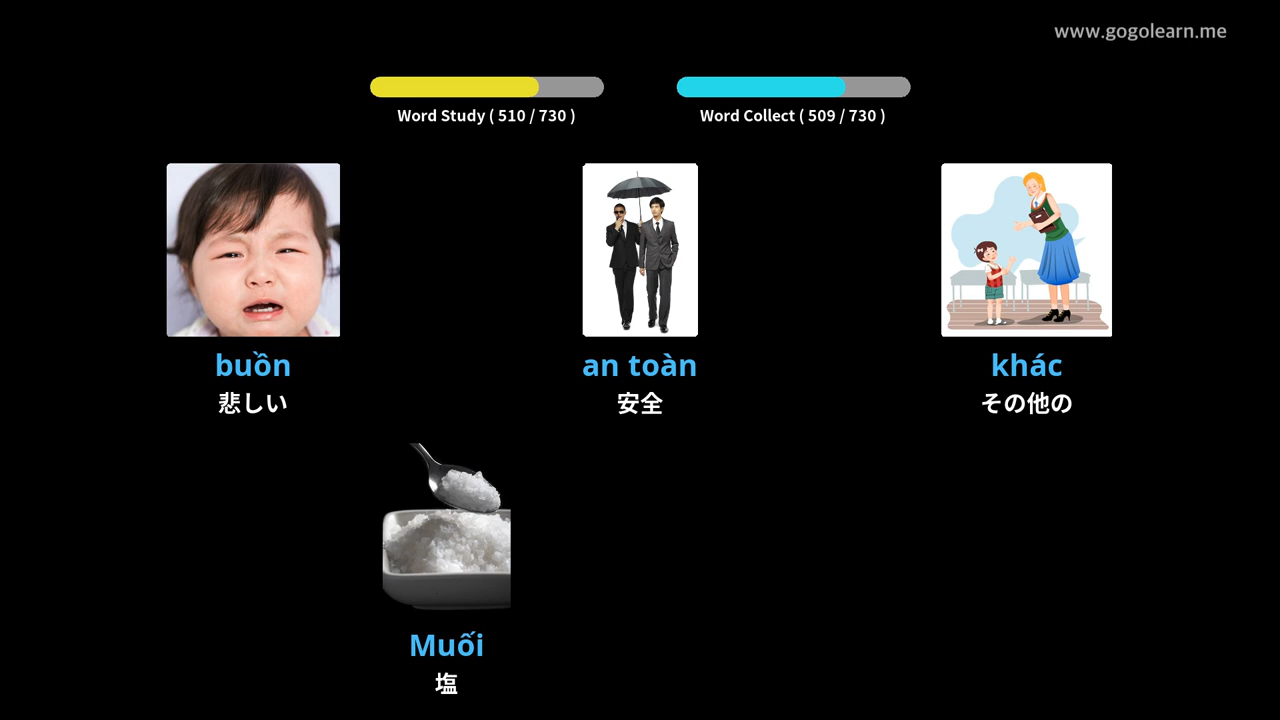 www.gogolearn.me
Word Study ( 510 / 730 )
Word Collect ( 509 / 730 )
buồn
悲しい
an toàn
安全
khác
その他の
Muối
塩